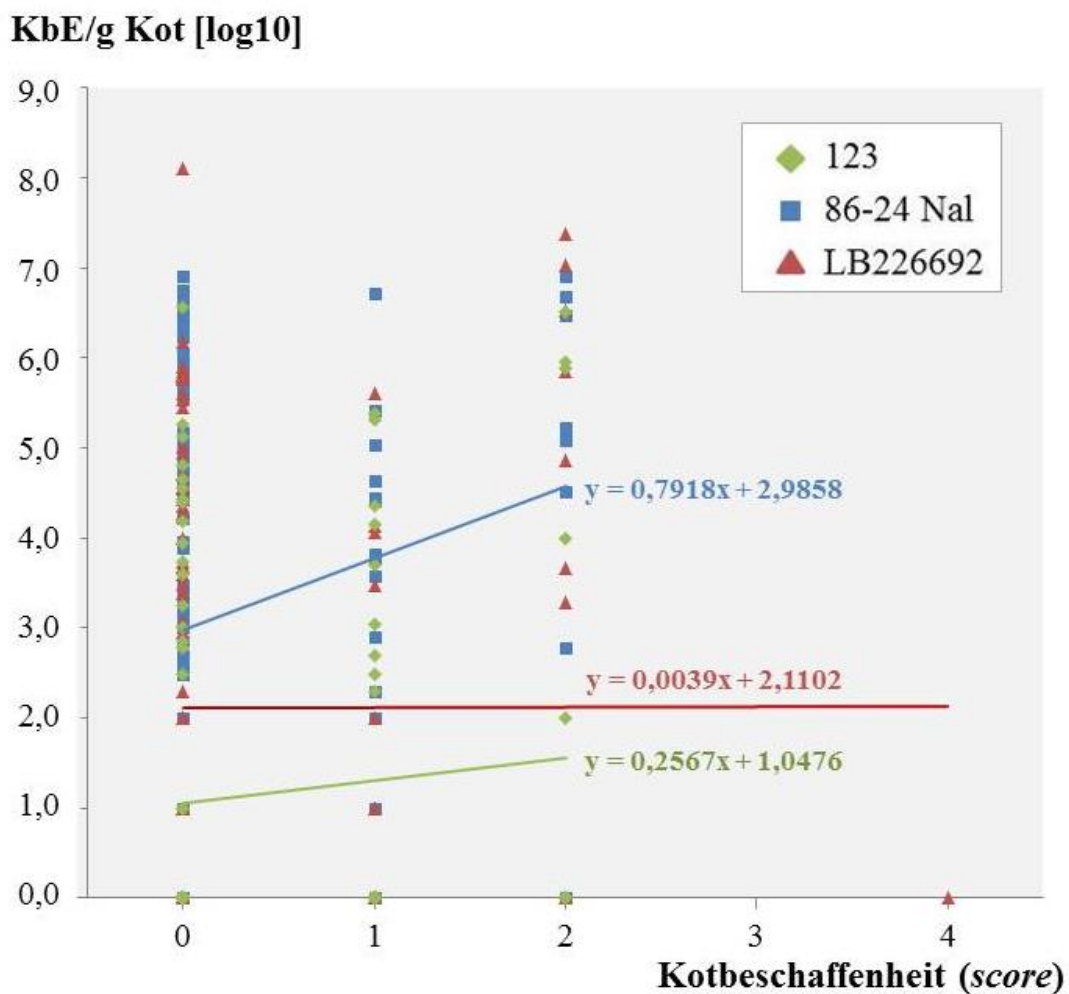 KbE/g Kot [log10]
9,0
8,0
7,0
6,0
5,0
4,0
3,0
2,0
1,0
0,0
123
86-24 Nal
LB226692
y = 0,7918x + 2,9858
y = 0,0039x + 2,1102
y = 0,2567x + 1,0476
0 1 2 3 4
Kotbeschaffenheit (score)